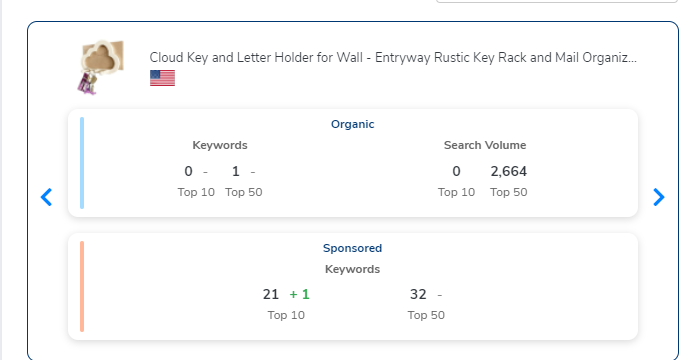 Cloud Key and Letter Holder for Wall - Entryway Rustic Key Rack and Mail Organiz...
Organic
Keywords Search Volume
0 - 1 - 0 2,664
Top 10 Top 50 Top 10 Top 50
Sponsored
Keywords
21 + 1 32 -
Top 10 Top 50